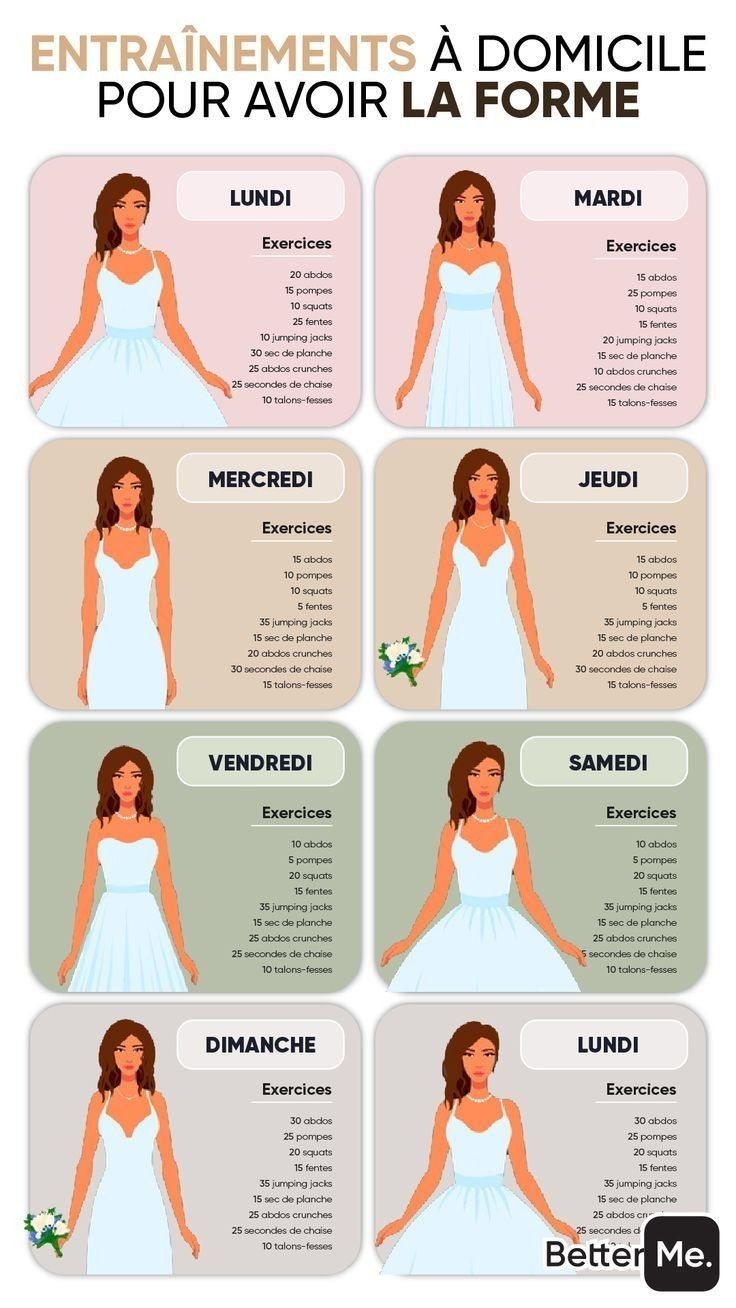 ENTRAÎNEMENTS À DOMICILE
POUR AVOIR LA FORME
LUNDI
Exercices
20 abdos
15 pompes
10 squats
25 fentes
10 jumping jacks
30 sec de planche
25 abdos crunches
25 secondes de chaise
10 talons-fesses
MARDI
Exercices
15 abdos
25 pompes
10 squats
15 fentes
20 jumping jacks
15 sec de planche
10 abdos crunches
25 secondes de chaise
15 talons-fesses
MERCREDI
Exercices
15 abdos
10 pompes
10 squats
5 fentes
35 jumping jacks
15 sec de planche
20 abdos crunches
30 secondes de chaise
15 talons-fesses
JEUDI
Exercices
15 abdos
10 pompes
10 squats
5 fentes
35 jumping jacks
15 sec de planche
20 abdos crunches
30 secondes de chaise
15 talons-fesses
VENDREDI
Exercices
10 abdos
5 pompes
20 squats
15 fentes
35 jumping jacks
15 sec de planche
25 abdos crunches
25 secondes de chaise
10 talons-fesses
SAMEDI
Exercices
10 abdos
5 pompes
20 squats
15 fentes
35 jumping jacks
15 sec de planche
25 abdos crunches
5 secondes de chaise
10 talons-fesses
DIMANCHE
Exercices
30 abdos
25 pompes
20 squats
15 fentes
35 jumping jacks
15 sec de planche
25 abdos crunches
25 secondes de chaise
10 talons-fesses
LUNDI
Exercices
30 abdos
25 pompes
20 squats
15 fentes
35 jumping jacks
15 sec de planche
25 abdos
25 secondes
BetterMe.